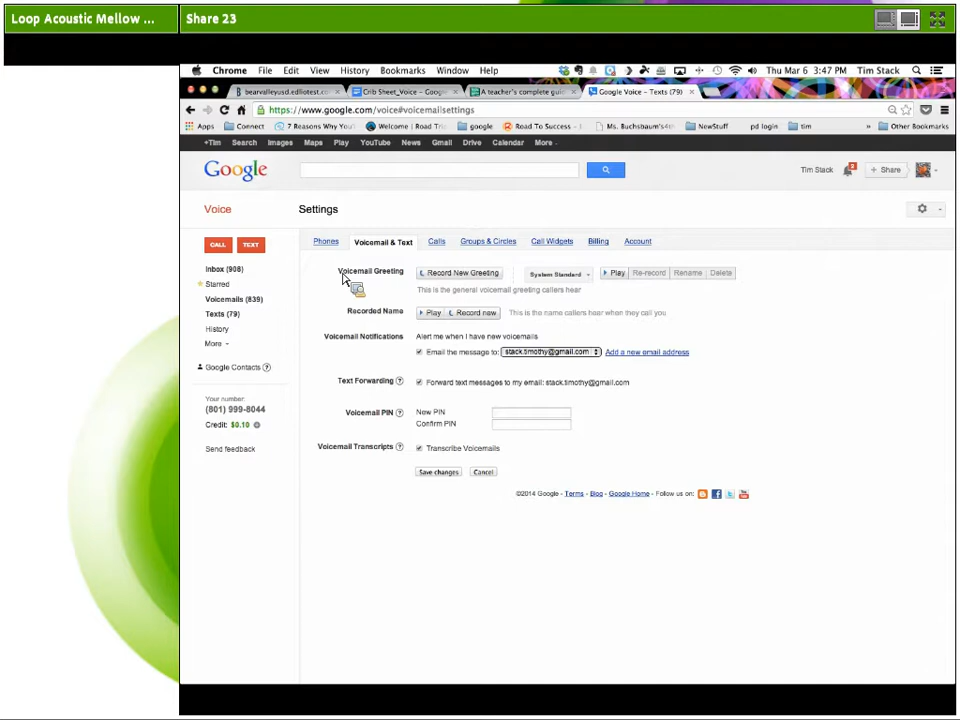 Loop Acoustic Mellow ...
Share 23
Chrome File Edit View History Bookmarks Window Help Thu Mar 6 3:47 PM Tim Stack
bearvalleyusd.edliotest.co Crib Sheet_Voice - Google A teacher's complete guid Google Voice - Texts (79)
https://www.google.com/voice#voicemailsettings
Apps Connect 7 Reasons Why You' Welcome | Road Tri google Road To Success - Ms. Buchsbaum's 4th NewStuff pd login tim » Other Bookmarks
+Tim Search Images Maps Play YouTube News Gmail Drive Calendar More
Google Tim Stack + Share
Voice Settings
CALL TEXT
Phones Voicemail & Text Calls Groups & Circles Call Widgets Billing Account
Inbox (908)
Starred
Voicemails (839)
Texts (79)
History
More
Google Contacts (?)
Your number:
(801) 999-8044
Credit: $0.10
Send feedback
Voicemail Greeting Record New Greeting System Standard Play Re-record Rename Delete
This is the general voicemail greeting callers hear
Recorded Name Play Record new This is the name callers hear when they call you
Voicemail Notifications Alert me when I have new voicemails
Email the message to: stack.timothy@gmail.com Add a new email address
Text Forwarding (?) Forward text messages to my email: stack.timothy@gmail.com
Voicemail PIN (?) New PIN
Confirm PIN
Voicemail Transcripts (?) Transcribe Voicemails
Save changes Cancel
©2014 Google - Terms - Blog - Google Home - Follow us on: